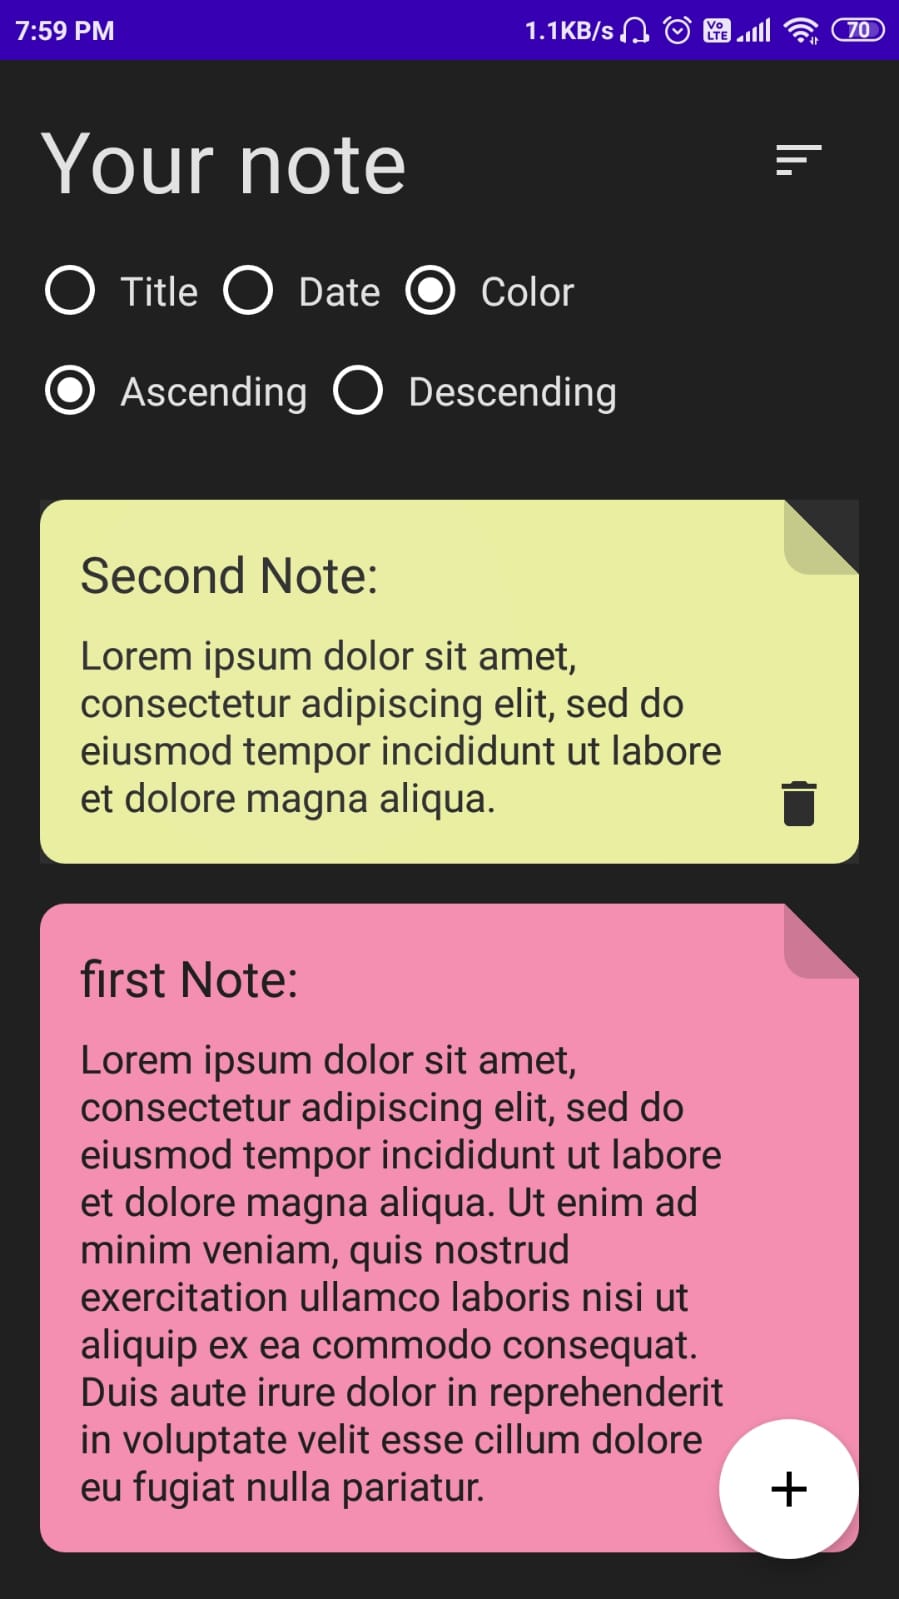 7:59 PM 1.1KB/s Vo LTE 70
Your note
Title Date Color
Ascending Descending
Second Note:
Lorem ipsum dolor sit amet,
consectetur adipiscing elit, sed do
eiusmod tempor incididunt ut labore
et dolore magna aliqua.
first Note:
Lorem ipsum dolor sit amet,
consectetur adipiscing elit, sed do
eiusmod tempor incididunt ut labore
et dolore magna aliqua. Ut enim ad
minim veniam, quis nostrud
exercitation ullamco laboris nisi ut
aliquip ex ea commodo consequat.
Duis aute irure dolor in reprehenderit
in voluptate velit esse cillum dolore
eu fugiat nulla pariatur.